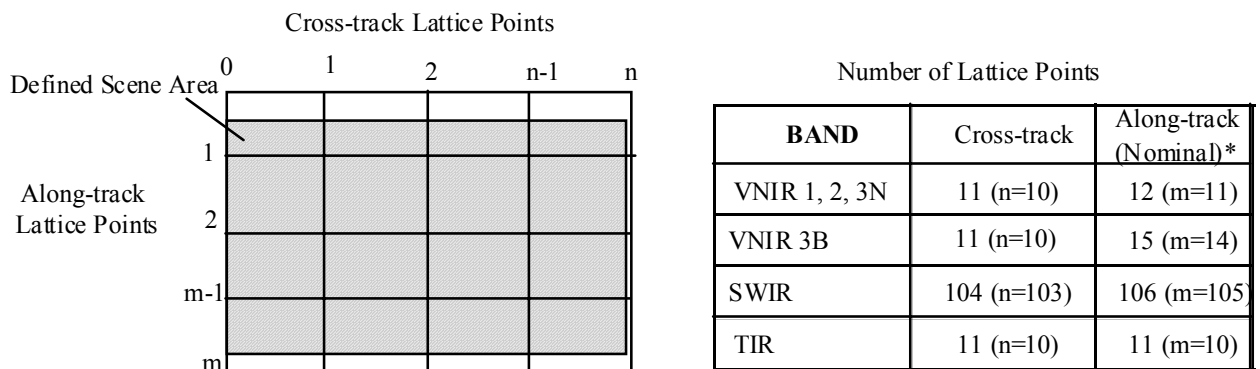 Cross-track Lattice Points
0 1 2 n-1 n
Defined Scene Area
1
Along-track
Lattice Points
2
m-1
m
Number of Lattice Points
BAND Cross-track Along-track
(Nominal)*
VNIR 1, 2, 3N 11 (n=10) 12 (m=11)
VNIR 3B 11 (n=10) 15 (m=14)
SWIR 104 (n=103) 106 (m=105)
TIR 11 (n=10) 11 (m=10)